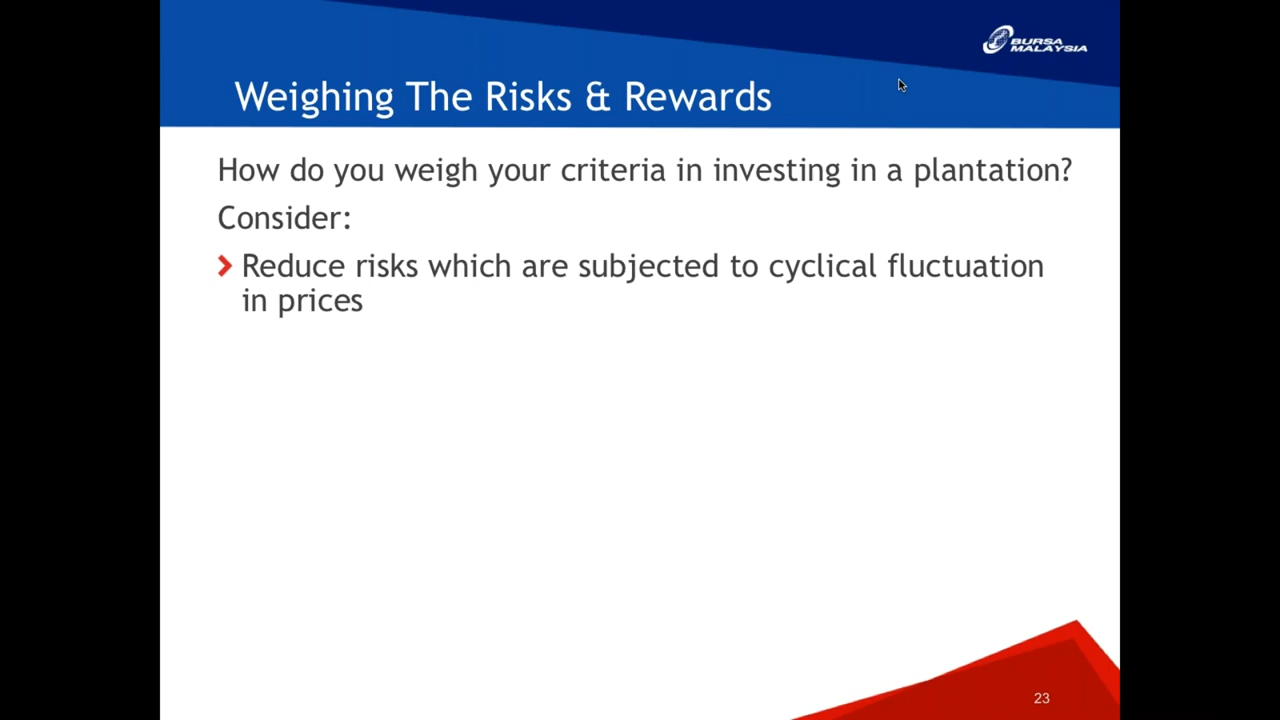 BURSA
MALAYSIA
Weighing The Risks & Rewards
How do you weigh your criteria in investing in a plantation?
Consider:
Reduce risks which are subjected to cyclical fluctuation
in prices
23